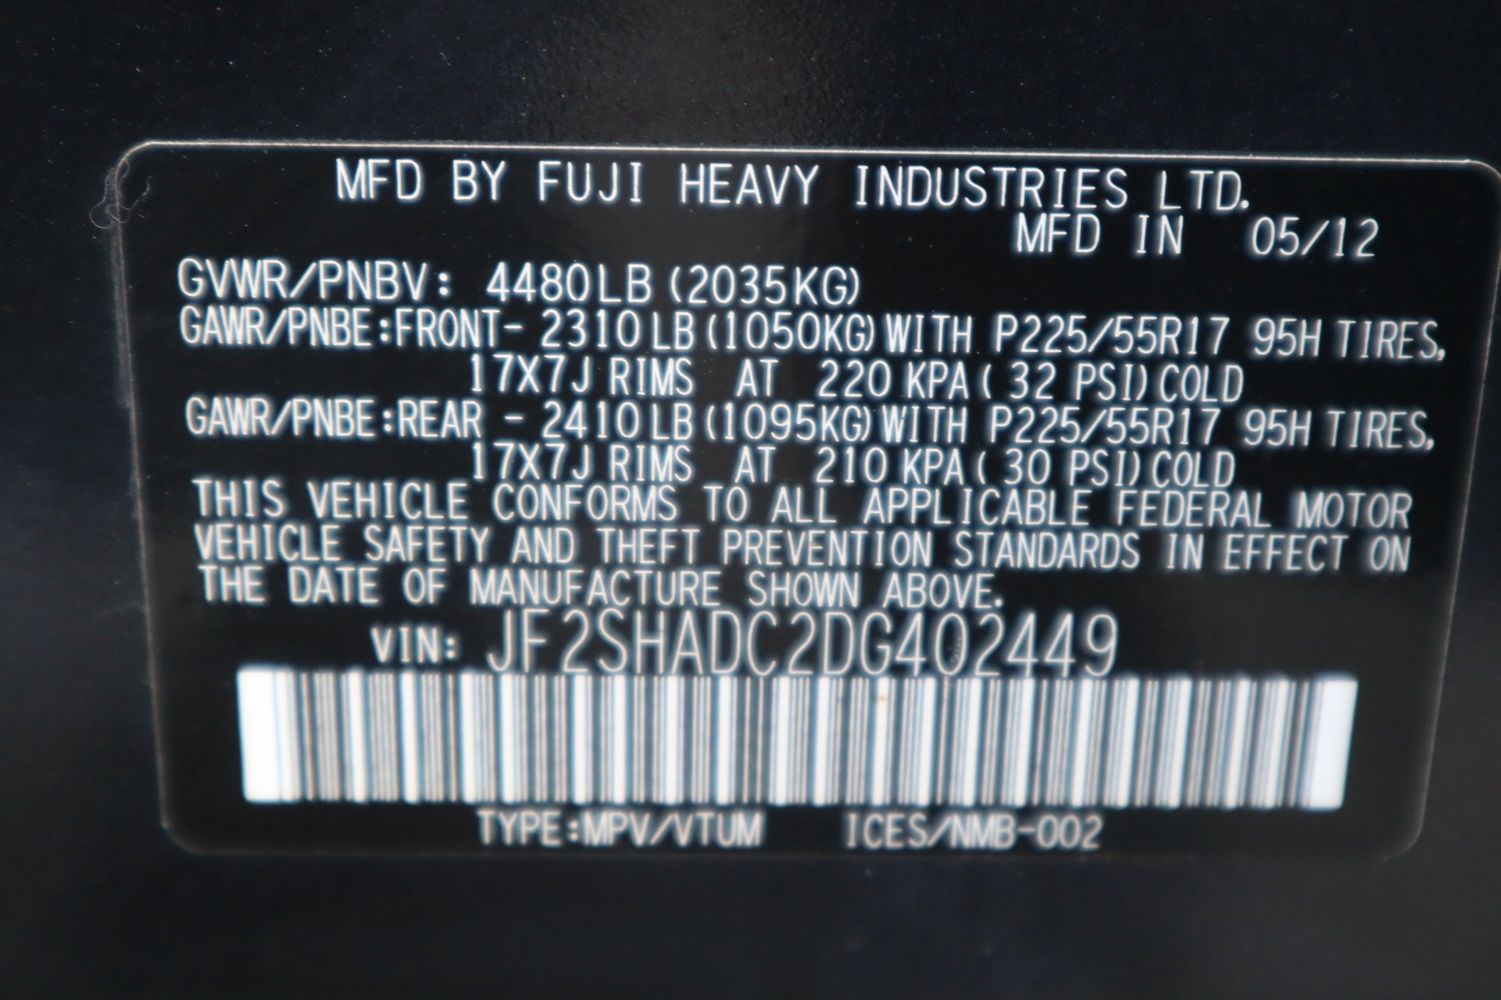 MFD BY FUJI HEAVY INDUSTRIES LTD.
MFD IN 05/12
GVWR/PNBV: 4480LB (2035KG)
GAWR/PNBE:FRONT- 2310LB (1050KG) WITH P225/55R17 95H TIRES,
17X7J RIMS AT 220 KPA ( 32 PSI) COLD
GAWR/PNBE:REAR - 2410LB (1095KG) WITH P225/55R17 95H TIRES,
17X7J RIMS AT 210 KPA ( 30 PSI) COLD
THIS VEHICLE CONFORMS TO ALL APPLICABLE FEDERAL MOTOR
VEHICLE SAFETY AND THEFT PREVENTION STANDARDS IN EFFECT ON
THE DATE OF MANUFACTURE SHOWN ABOVE.
VIN: JF2SHADC2DG402449
TYPE:MPV/VTUM ICES/NMB-002